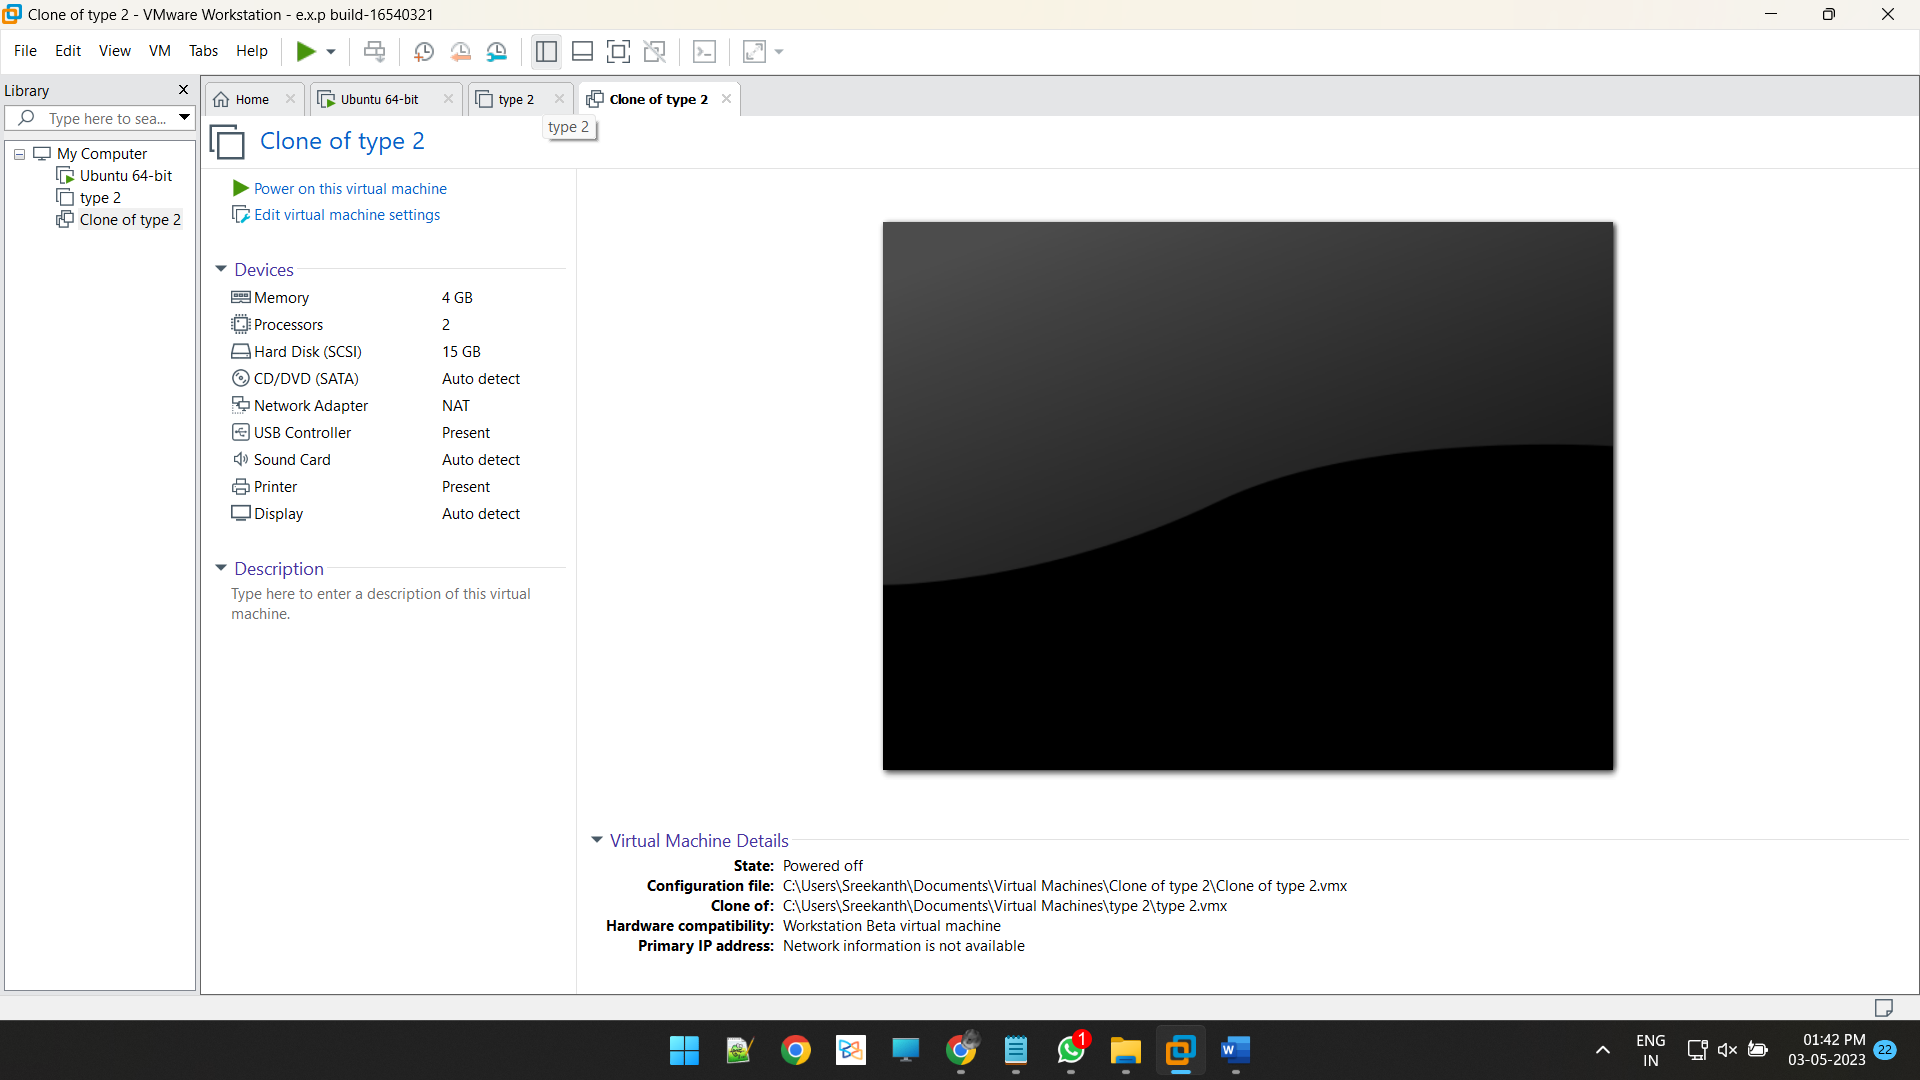 Clone of type 2 - VMware Workstation - e.x.p build-16540321
File Edit View VM Tabs Help
Library
Type here to sea...
My Computer
Ubuntu 64-bit
type 2
Clone of type 2
Home
Ubuntu 64-bit
type 2
Clone of type 2
type 2
Clone of type 2
Power on this virtual machine
Edit virtual machine settings
Devices
Memory 4 GB
Processors 2
Hard Disk (SCSI) 15 GB
CD/DVD (SATA) Auto detect
Network Adapter NAT
USB Controller Present
Sound Card Auto detect
Printer Present
Display Auto detect
Description
Type here to enter a description of this virtual
machine.
Virtual Machine Details
State: Powered off
Configuration file: C:\Users\Sreekanth\Documents\Virtual Machines\Clone of type 2\Clone of type 2.vmx
Clone of: C:\Users\Sreekanth\Documents\Virtual Machines\type 2\type 2.vmx
Hardware compatibility: Workstation Beta virtual machine
Primary IP address: Network information is not available
1
W
ENG
IN
01:42 PM
03-05-2023
22